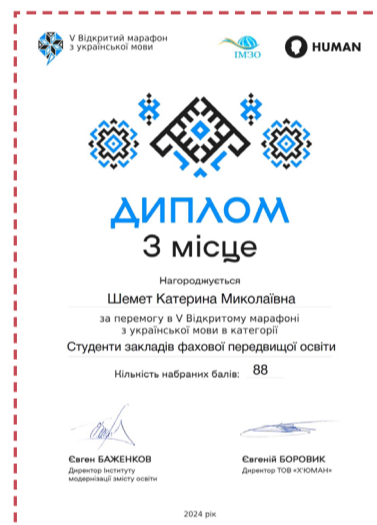 V Відкритий марафон
з української мови
ІМЗО
HUMAN
ДИПЛОМ
3 місце
Нагороджується
Шемет Катерина Миколаївна
за перемогу в V Відкритому марафоні
з української мови в категорії
Студенти закладів фахової передвищої освіти
Кількість набраних балів: 88
Євген БАЖЕНКОВ
Директор Інституту
модернізації змісту освіти
Євгеній БОРОВИК
Директор ТОВ «Х'ЮМАН»
2024 рік